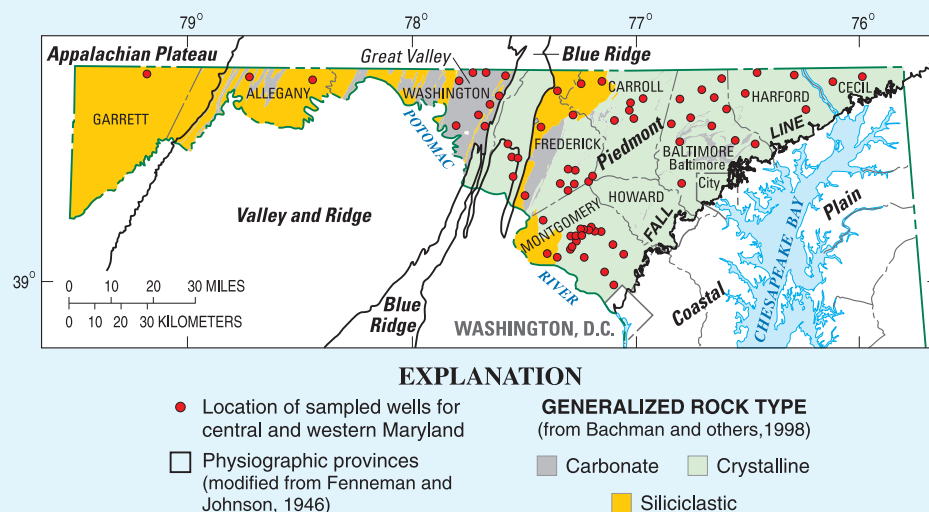 79°
78°
77°
76°
Appalachian Plateau
Great Valley
Blue Ridge
GARRETT
ALLEGANY
WASHINGTON
CARROLL
HARFORD
CECIL
POTOMAC
FREDERICK
Piedmont
BALTIMORE
Baltimore
City
LINE
FALL
HOWARD
MONTGOMERY
Valley and Ridge
Plain
CHESAPEAKE BAY
39°
0 10 20 30 MILES
0 10 20 30 KILOMETERS
RIVER
Coastal
Blue
Ridge
WASHINGTON, D.C.
EXPLANATION
Location of sampled wells for
central and western Maryland
Physiographic provinces
(modified from Fenneman and
Johnson, 1946)
GENERALIZED ROCK TYPE
(from Bachman and others,1998)
Carbonate
Crystalline
Siliciclastic